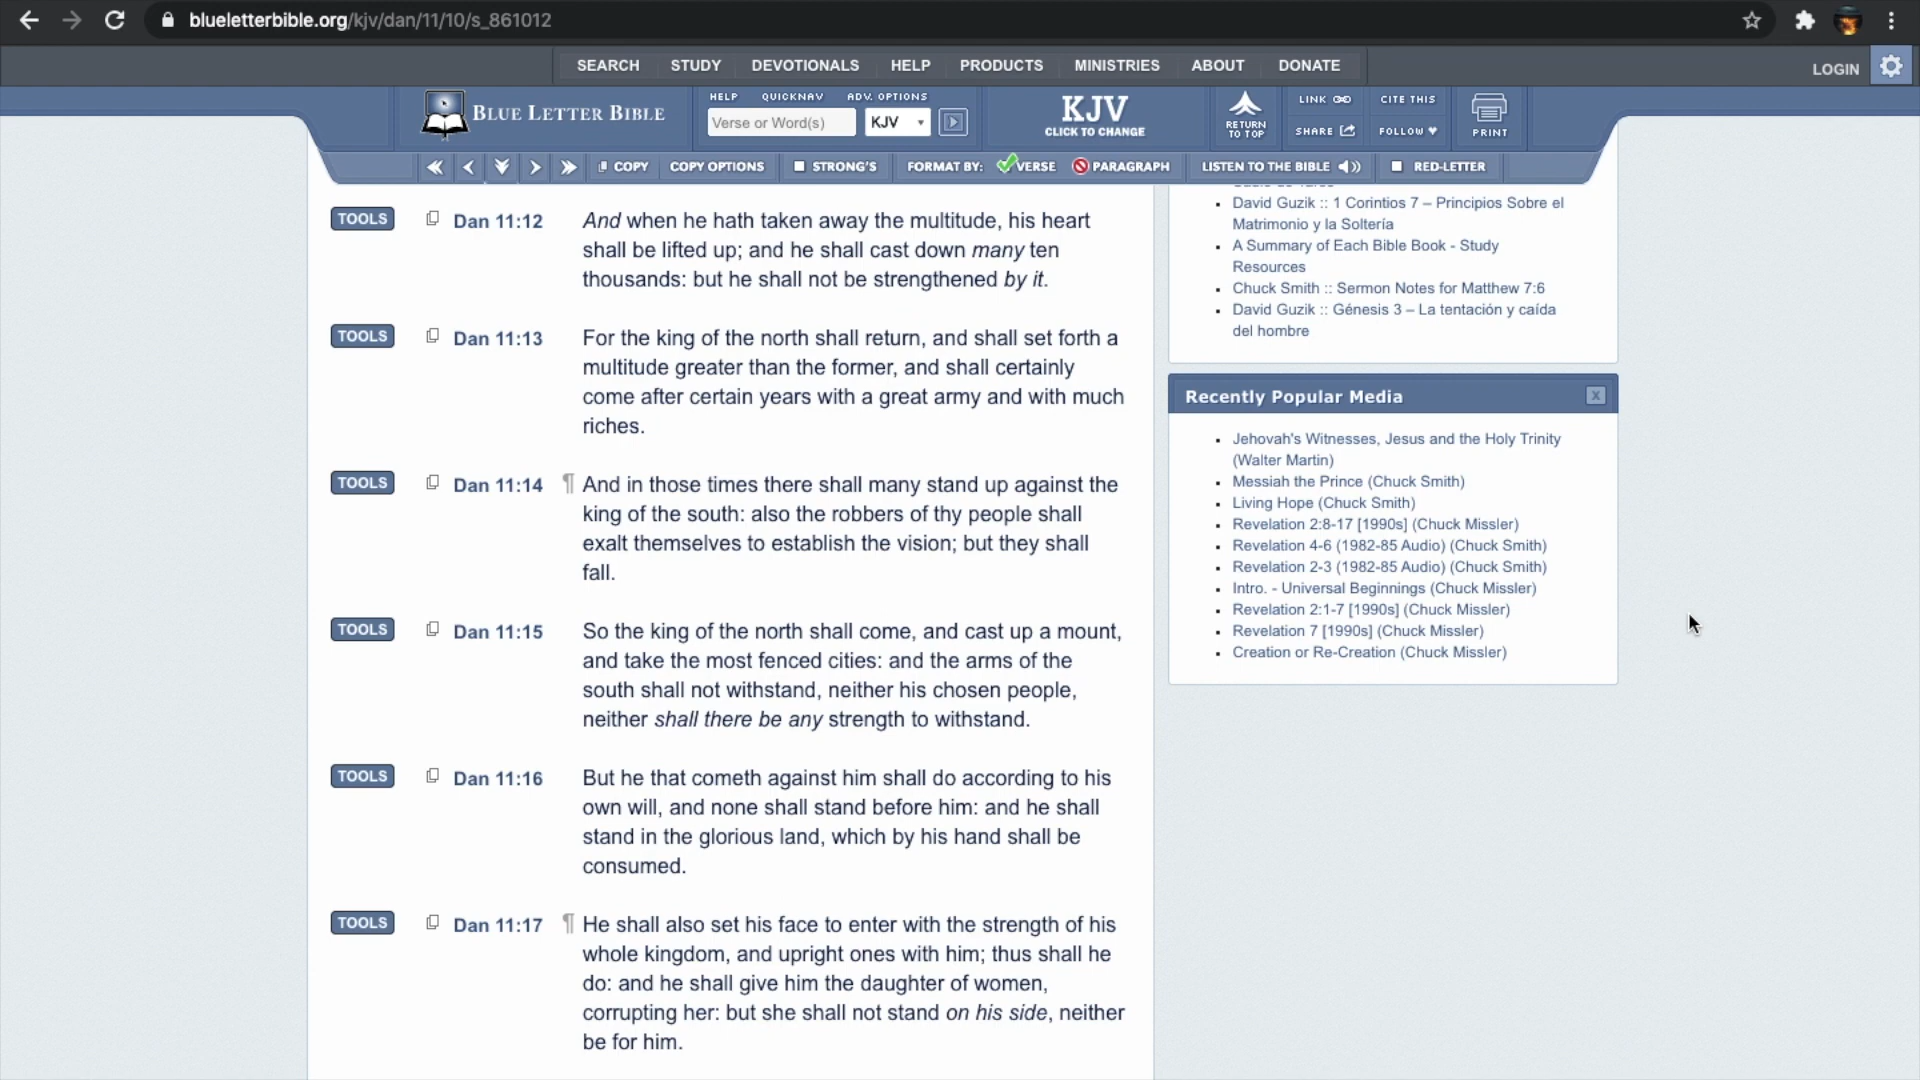 blueletterbible.org/kjv/dan/11/10/s_861012
SEARCH STUDY DEVOTIONALS HELP PRODUCTS MINISTRIES ABOUT DONATE
LOGIN
BLUE LETTER BIBLE
HELP QUICKNAV ADV. OPTIONS
Verse or Word(s) KJV
KJV
CLICK TO CHANGE
RETURN
TO TOP
LINK CITE THIS
SHARE FOLLOW
PRINT
COPY COPY OPTIONS STRONG'S FORMAT BY: VERSE PARAGRAPH LISTEN TO THE BIBLE RED-LETTER
TOOLS Dan 11:12 And when he hath taken away the multitude, his heart
shall be lifted up; and he shall cast down many ten
thousands: but he shall not be strengthened by it.
TOOLS Dan 11:13 For the king of the north shall return, and shall set forth a
multitude greater than the former, and shall certainly
come after certain years with a great army and with much
riches.
TOOLS Dan 11:14 ¶ And in those times there shall many stand up against the
king of the south: also the robbers of thy people shall
exalt themselves to establish the vision; but they shall
fall.
TOOLS Dan 11:15 So the king of the north shall come, and cast up a mount,
and take the most fenced cities: and the arms of the
south shall not withstand, neither his chosen people,
neither shall there be any strength to withstand.
TOOLS Dan 11:16 But he that cometh against him shall do according to his
own will, and none shall stand before him: and he shall
stand in the glorious land, which by his hand shall be
consumed.
TOOLS Dan 11:17 ¶ He shall also set his face to enter with the strength of his
whole kingdom, and upright ones with him; thus shall he
do: and he shall give him the daughter of women,
corrupting her: but she shall not stand on his side, neither
be for him.
David Guzik :: 1 Corintios 7 – Principios Sobre el
Matrimonio y la Soltería
A Summary of Each Bible Book - Study
Resources
Chuck Smith :: Sermon Notes for Matthew 7:6
David Guzik :: Génesis 3 – La tentación y caída
del hombre
Recently Popular Media
X
Jehovah's Witnesses, Jesus and the Holy Trinity
(Walter Martin)
Messiah the Prince (Chuck Smith)
Living Hope (Chuck Smith)
Revelation 2:8-17 [1990s] (Chuck Missler)
Revelation 4-6 (1982-85 Audio) (Chuck Smith)
Revelation 2-3 (1982-85 Audio) (Chuck Smith)
Intro. - Universal Beginnings (Chuck Missler)
Revelation 2:1-7 [1990s] (Chuck Missler)
Revelation 7 [1990s] (Chuck Missler)
Creation or Re-Creation (Chuck Missler)